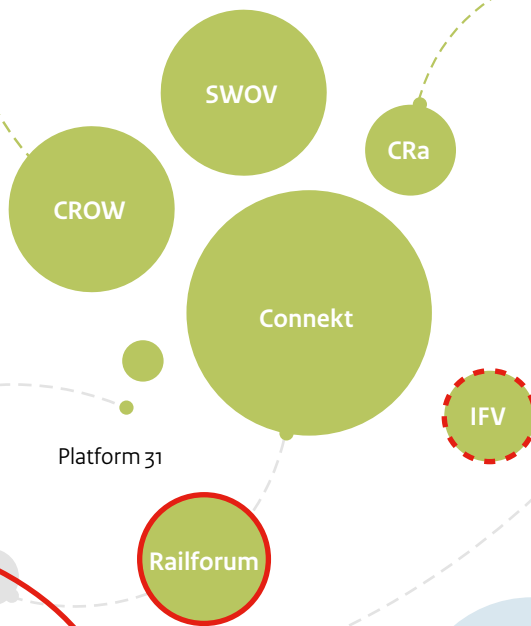 SWOV
CRa
CROW
Connekt
IFV
Platform 31
Railforum